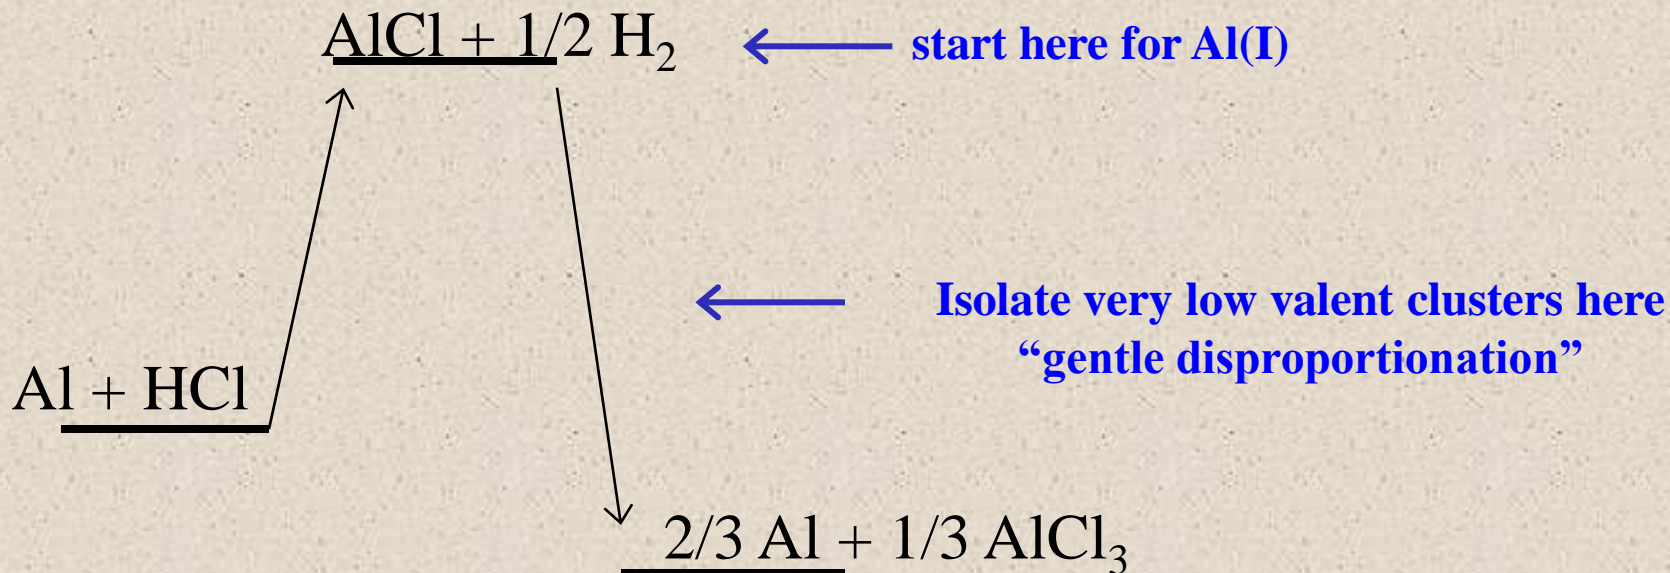 AlCl + 1/2 H₂
start here for Al(I)
Isolate very low valent clusters here
“gentle disproportionation”
Al + HCl
2/3 Al + 1/3 AlCl₃